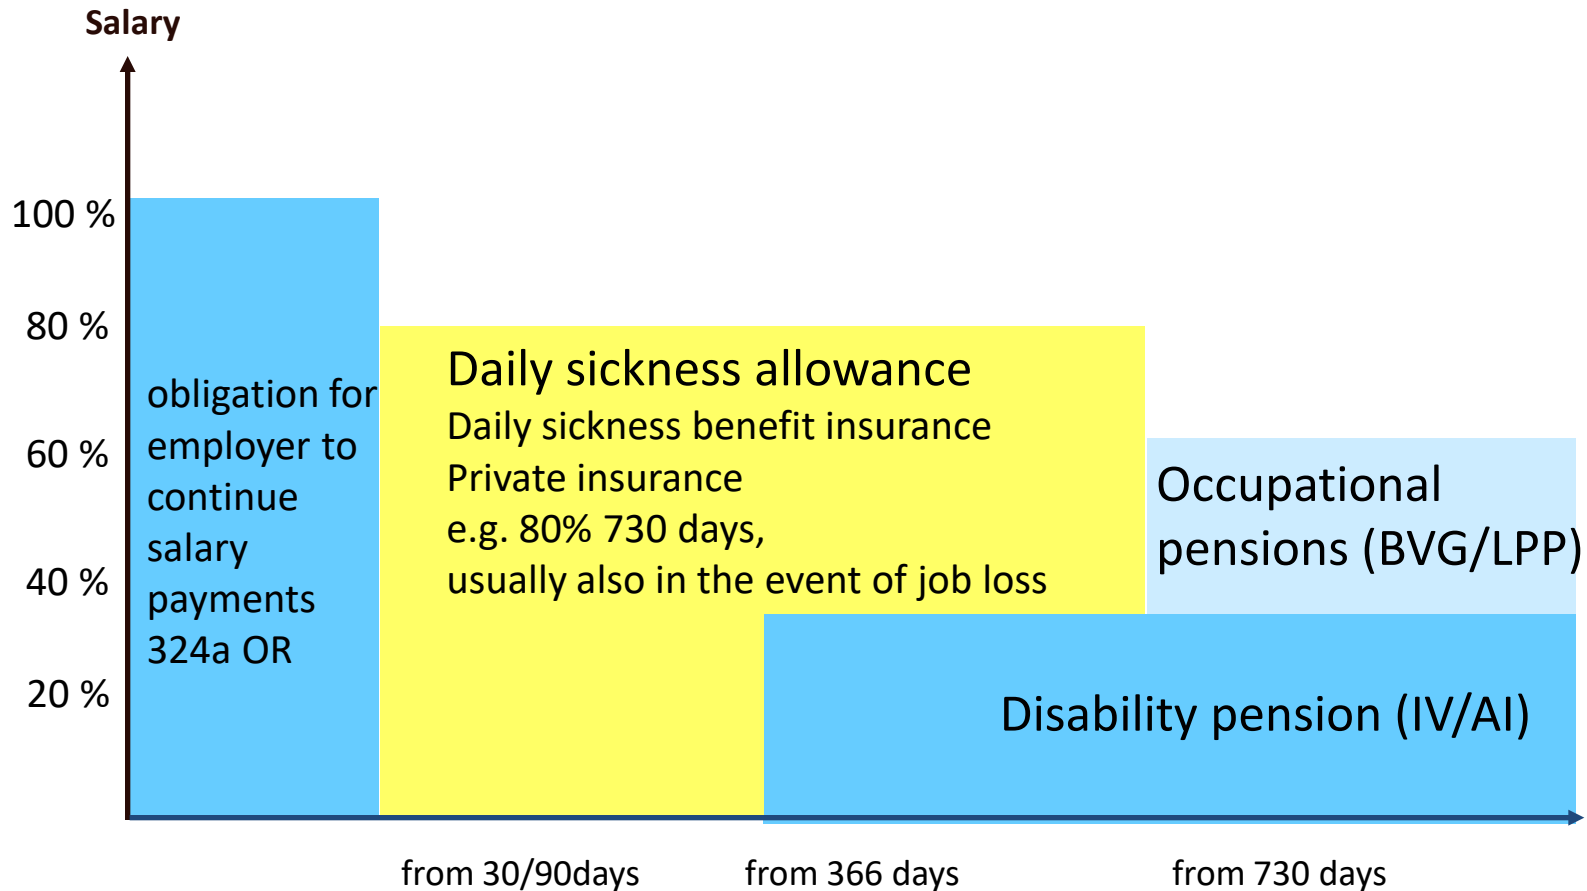 Salary
100 %
80 %
60 %
40 %
20 %
obligation for
employer to
continue
salary
payments
324a OR
Daily sickness allowance
Daily sickness benefit insurance
Private insurance
e.g. 80% 730 days,
usually also in the event of job loss
Occupational
pensions (BVG/LPP)
Disability pension (IV/AI)
from 30/90days
from 366 days
from 730 days